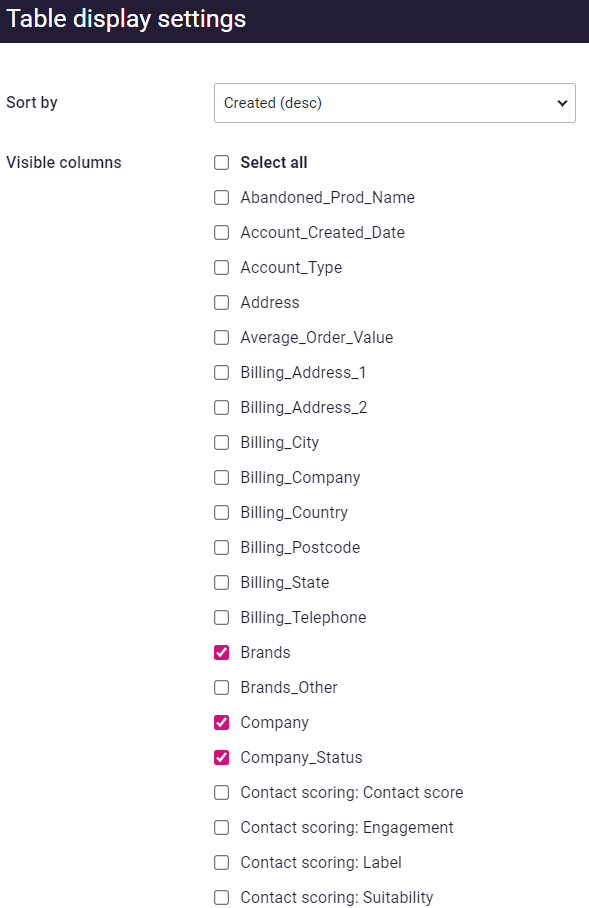 Table display settings
Sort by
Created (desc)
Visible columns
Select all
Abandoned_Prod_Name
Account_Created_Date
Account_Type
Address
Average_Order_Value
Billing_Address_1
Billing_Address_2
Billing_City
Billing_Company
Billing_Country
Billing_Postcode
Billing_State
Billing_Telephone
Brands
Brands_Other
Company
Company_Status
Contact scoring: Contact score
Contact scoring: Engagement
Contact scoring: Label
Contact scoring: Suitability